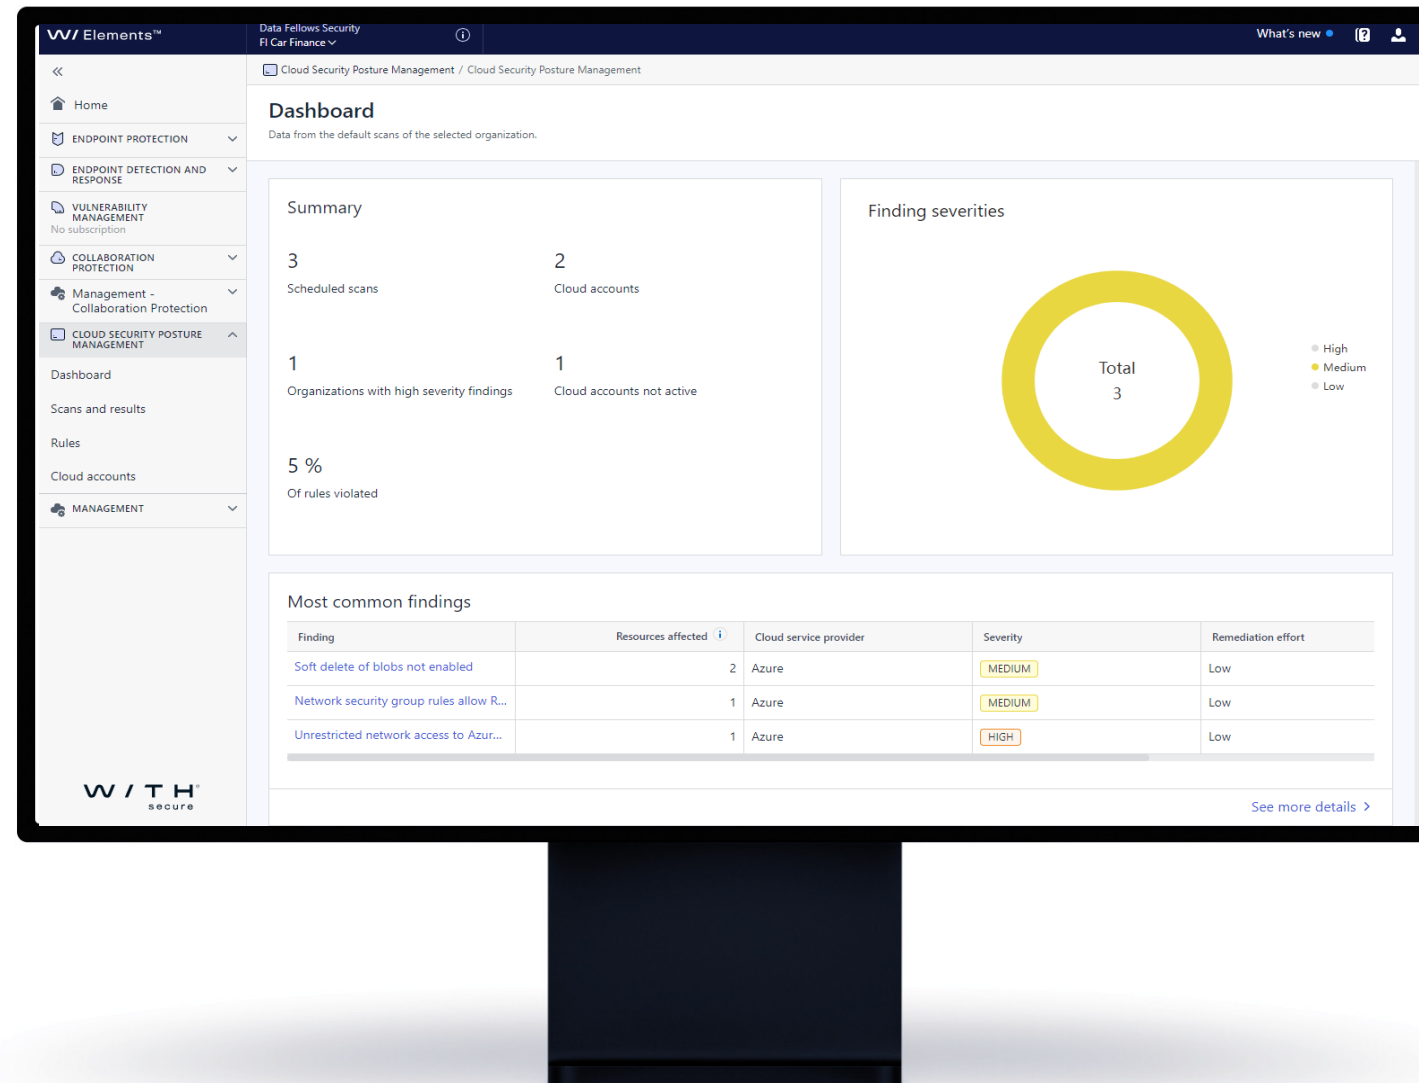 W/ Elements™
Data Fellows Security
FI Car Finance
What's new
Home
ENDPOINT PROTECTION
ENDPOINT DETECTION AND
RESPONSE
VULNERABILITY
MANAGEMENT
No subscription
COLLABORATION
PROTECTION
Management -
Collaboration Protection
CLOUD SECURITY POSTURE
MANAGEMENT
Dashboard
Scans and results
Rules
Cloud accounts
MANAGEMENT
W / T H
secure
Cloud Security Posture Management / Cloud Security Posture Management
Dashboard
Data from the default scans of the selected organization.
Summary
3
Scheduled scans
2
Cloud accounts
1
Organizations with high severity findings
1
Cloud accounts not active
5 %
Of rules violated
Finding severities
Total
3
High
Medium
Low
Most common findings
Finding Resources affected Cloud service provider Severity Remediation effort
Soft delete of blobs not enabled 2 Azure MEDIUM Low
Network security group rules allow R... 1 Azure MEDIUM Low
Unrestricted network access to Azur... 1 Azure HIGH Low
See more details